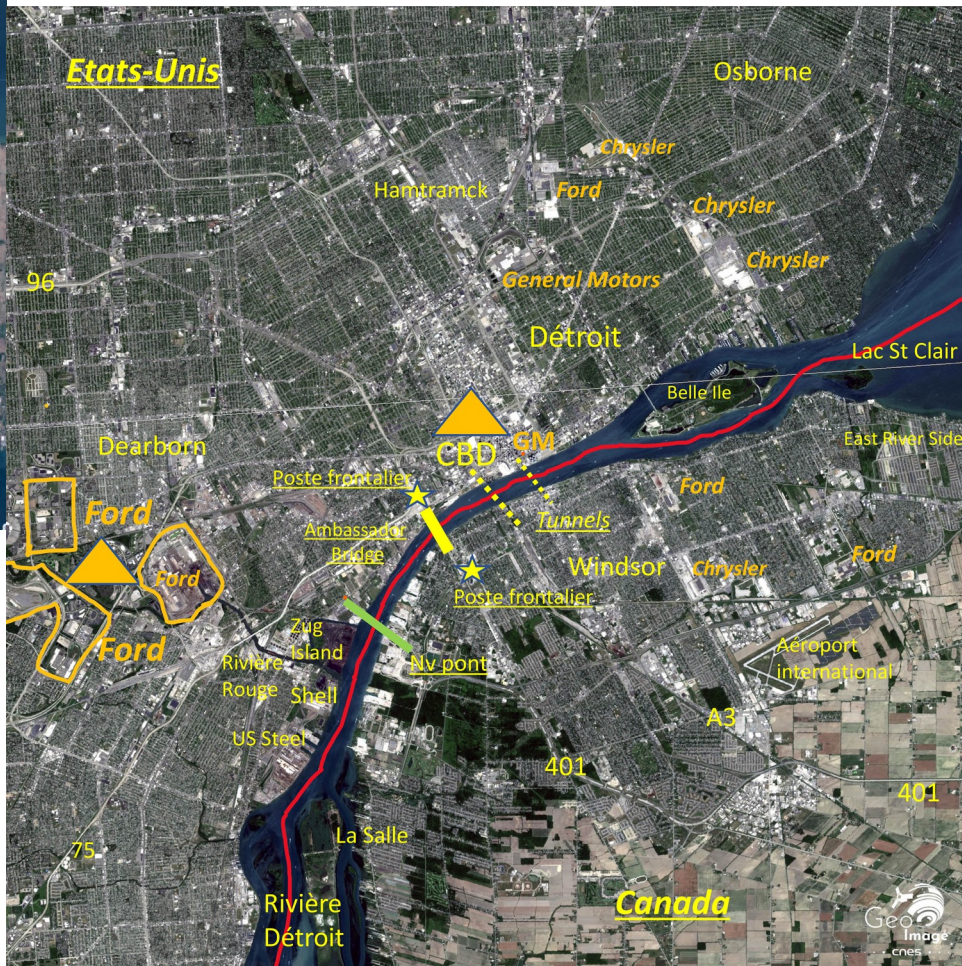 Etats-Unis
Osborne
Chrysler
Hamtramck
Ford
Chrysler
Chrysler
96
General Motors
Détroit
Lac St Clair
Belle Ile
Dearborn
CBD
GM
East River Side
Poste frontalier
Ford
Ford
Ambassador
Bridge
Tunnels
Ford
Windsor
Chrysler
Ford
Poste frontalier
Zug
Island
Ford
Nv pont
Aéroport
international
Rivière
Rouge
Shell
US Steel
A3
401
401
La Salle
75
Rivière
Détroit
Canada
Geo
Image
cnes